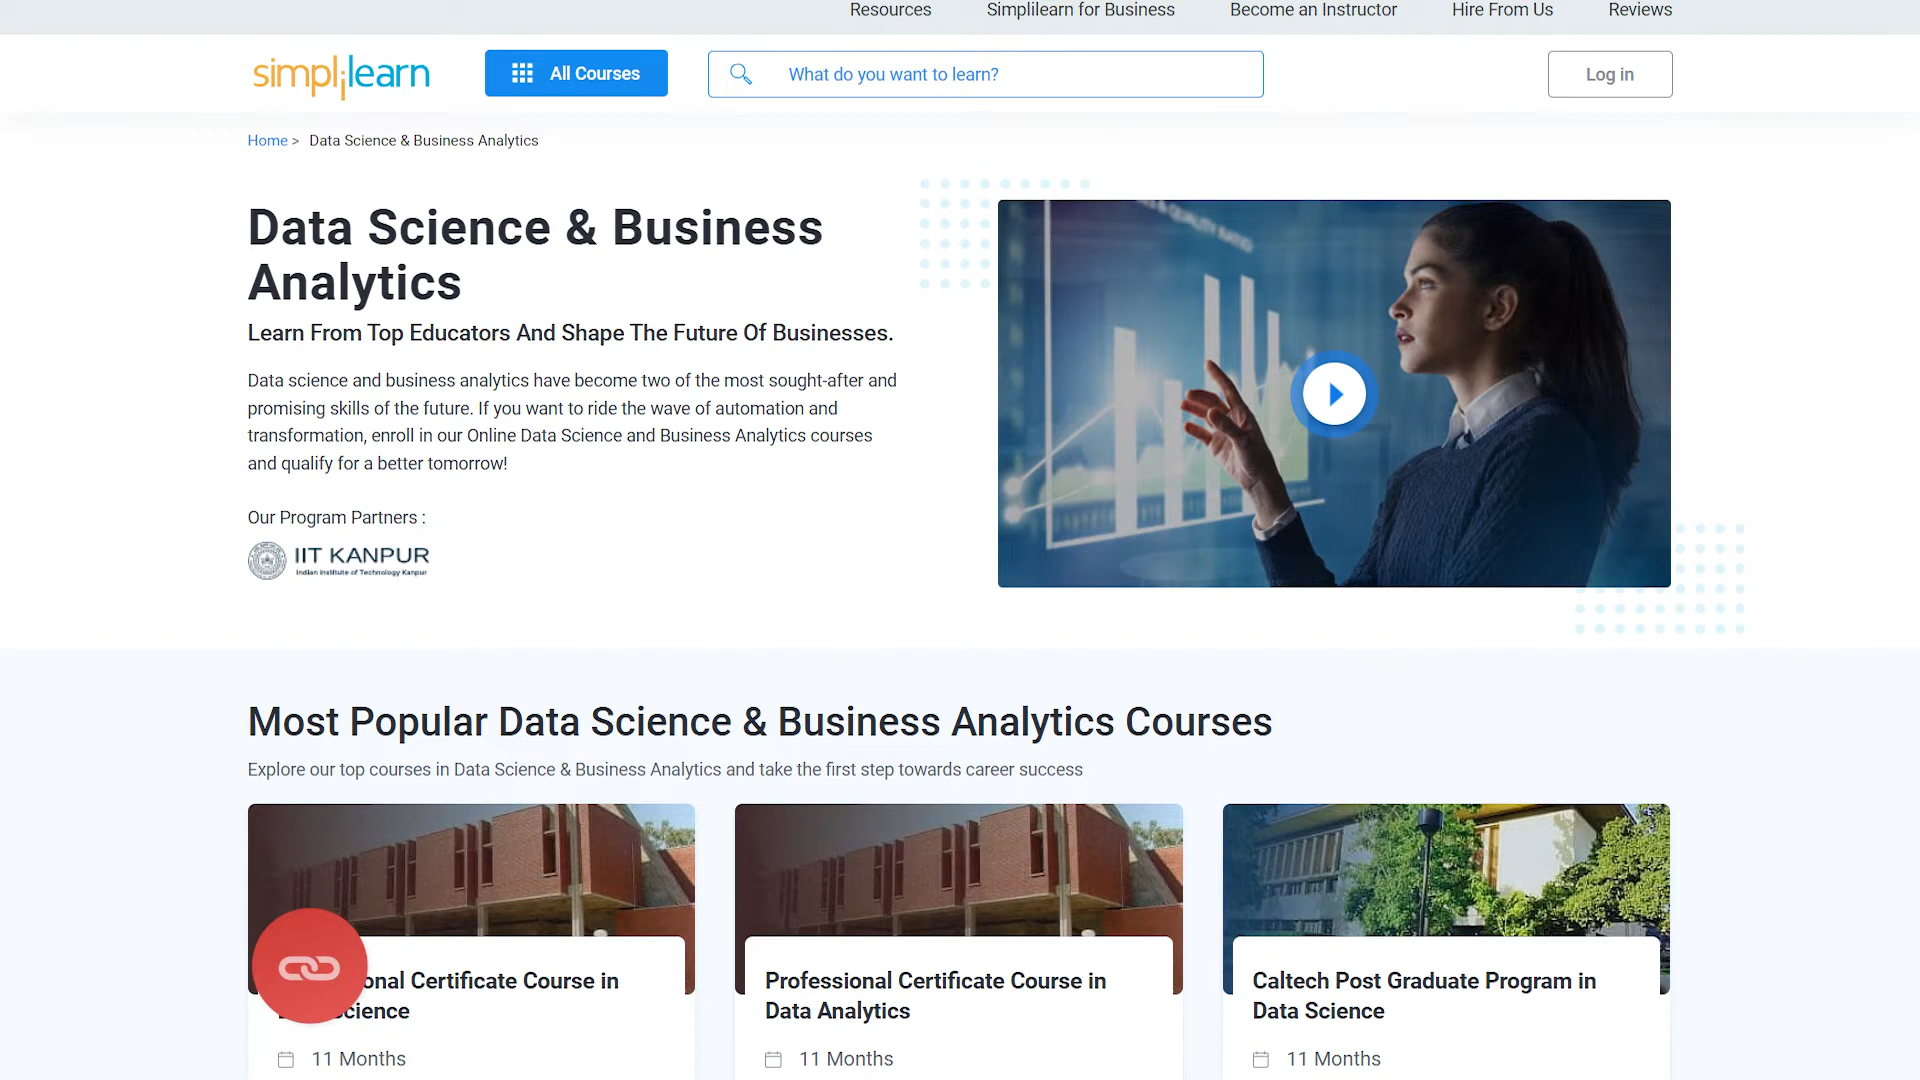 Resources Simplilearn for Business Become an Instructor Hire From Us Reviews
simplilearn All Courses What do you want to learn? Log in
Home > Data Science & Business Analytics
Data Science & Business
Analytics
Learn From Top Educators And Shape The Future Of Businesses.
Data science and business analytics have become two of the most sought-after and
promising skills of the future. If you want to ride the wave of automation and
transformation, enroll in our Online Data Science and Business Analytics courses
and qualify for a better tomorrow!
Our Program Partners :
IIT KANPUR
Indian Institute of Technology Kanpur
& QUALITY RATIO
Most Popular Data Science & Business Analytics Courses
Explore our top courses in Data Science & Business Analytics and take the first step towards career success
onal Certificate Course in
cience
11 Months
Professional Certificate Course in
Data Analytics
11 Months
Caltech Post Graduate Program in
Data Science
11 Months